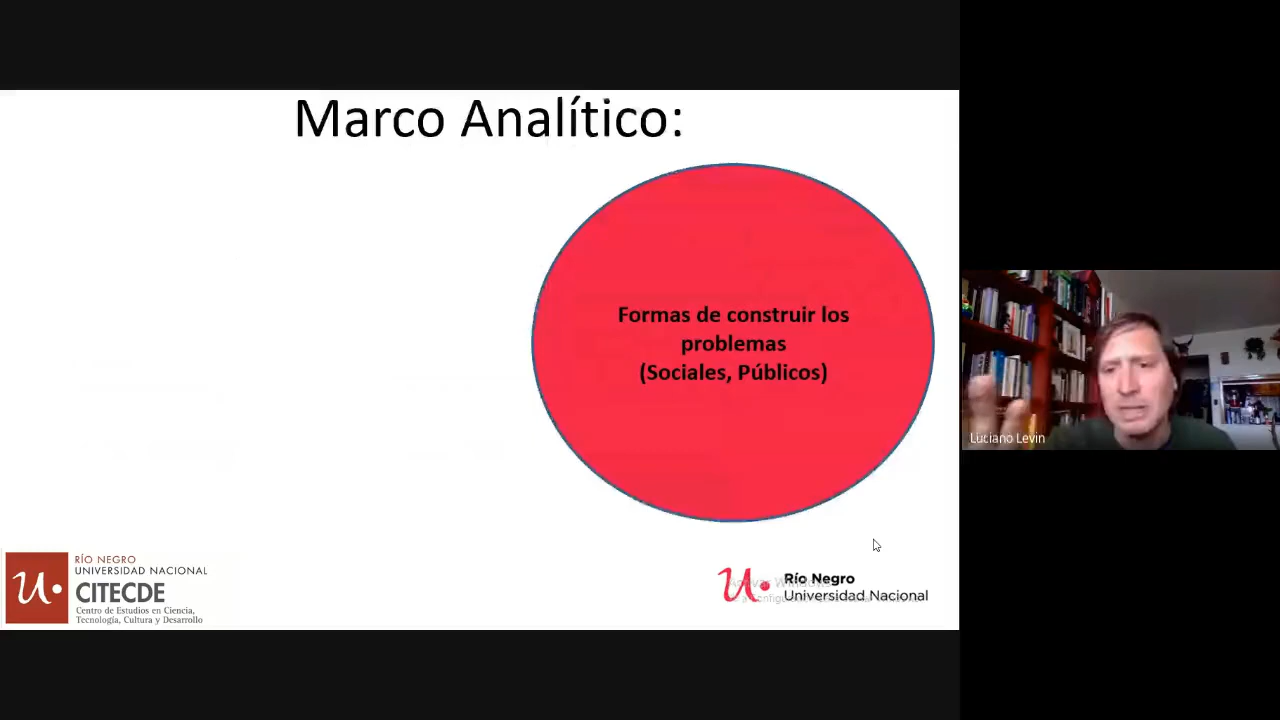 Marco Analítico:
Formas de construir los
problemas
(Sociales, Públicos)
Luciano Levin
RÍO NEGRO
UNIVERSIDAD NACIONAL
CITECDE
Centro de Estudios en Ciencia,
Tecnología, Cultura y Desarrollo
Río Negro
Universidad Nacional